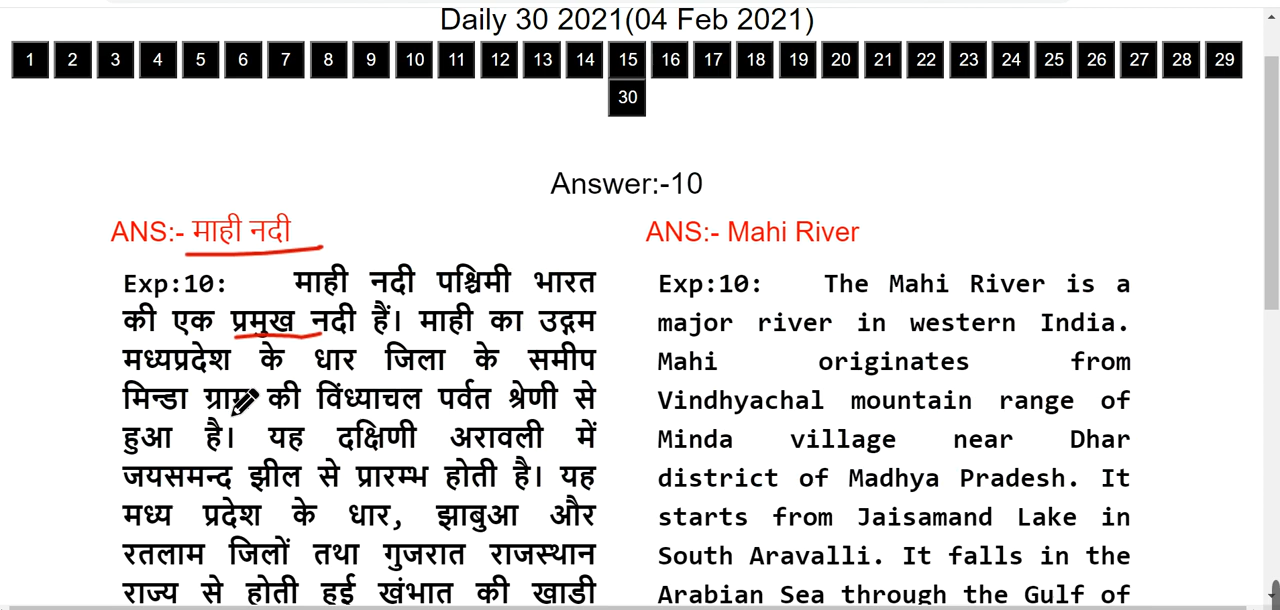 Daily 30 2021(04 Feb 2021)
1 2 3 4 5 6 7 8 9 10 11 12 13 14 15 16 17 18 19 20 21 22 23 24 25 26 27 28 29
30
Answer:-10
ANS:- माही नदी
Exp:10: माही नदी पश्चिमी भारत
की एक प्रमुख नदी हैं। माही का उद्गम
मध्यप्रदेश के धार जिला के समीप
मिन्डा ग्राम की विंध्याचल पर्वत श्रेणी से
हुआ है। यह दक्षिणी अरावली में
जयसमन्द झील से प्रारम्भ होती है। यह
मध्य प्रदेश के धार, झाबुआ और
रतलाम जिलों तथा गुजरात राजस्थान
राज्य से होती हुई खंभात की खाडी
ANS:- Mahi River
Exp:10: The Mahi River is a
major river in western India.
Mahi originates from
Vindhyachal mountain range of
Minda village near Dhar
district of Madhya Pradesh. It
starts from Jaisamand Lake in
South Aravalli. It falls in the
Arabian Sea through the Gulf of